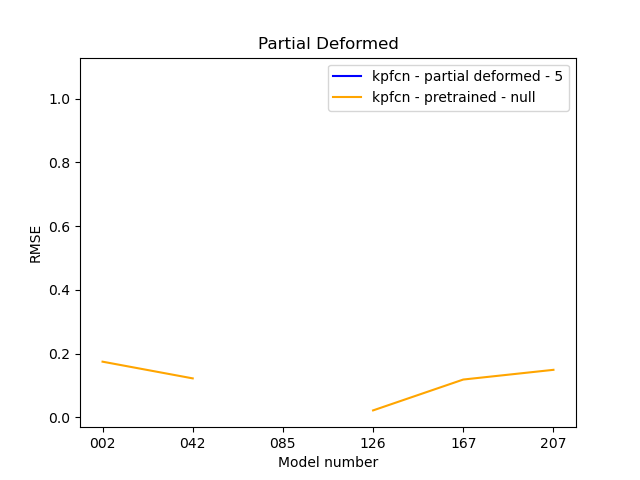 Partial Deformed
kpfcn - partial deformed - 5
kpfcn - pretrained - null
1.0
0.8
0.6
0.4
0.2
0.0
RMSE
002 042 085 126 167 207
Model number